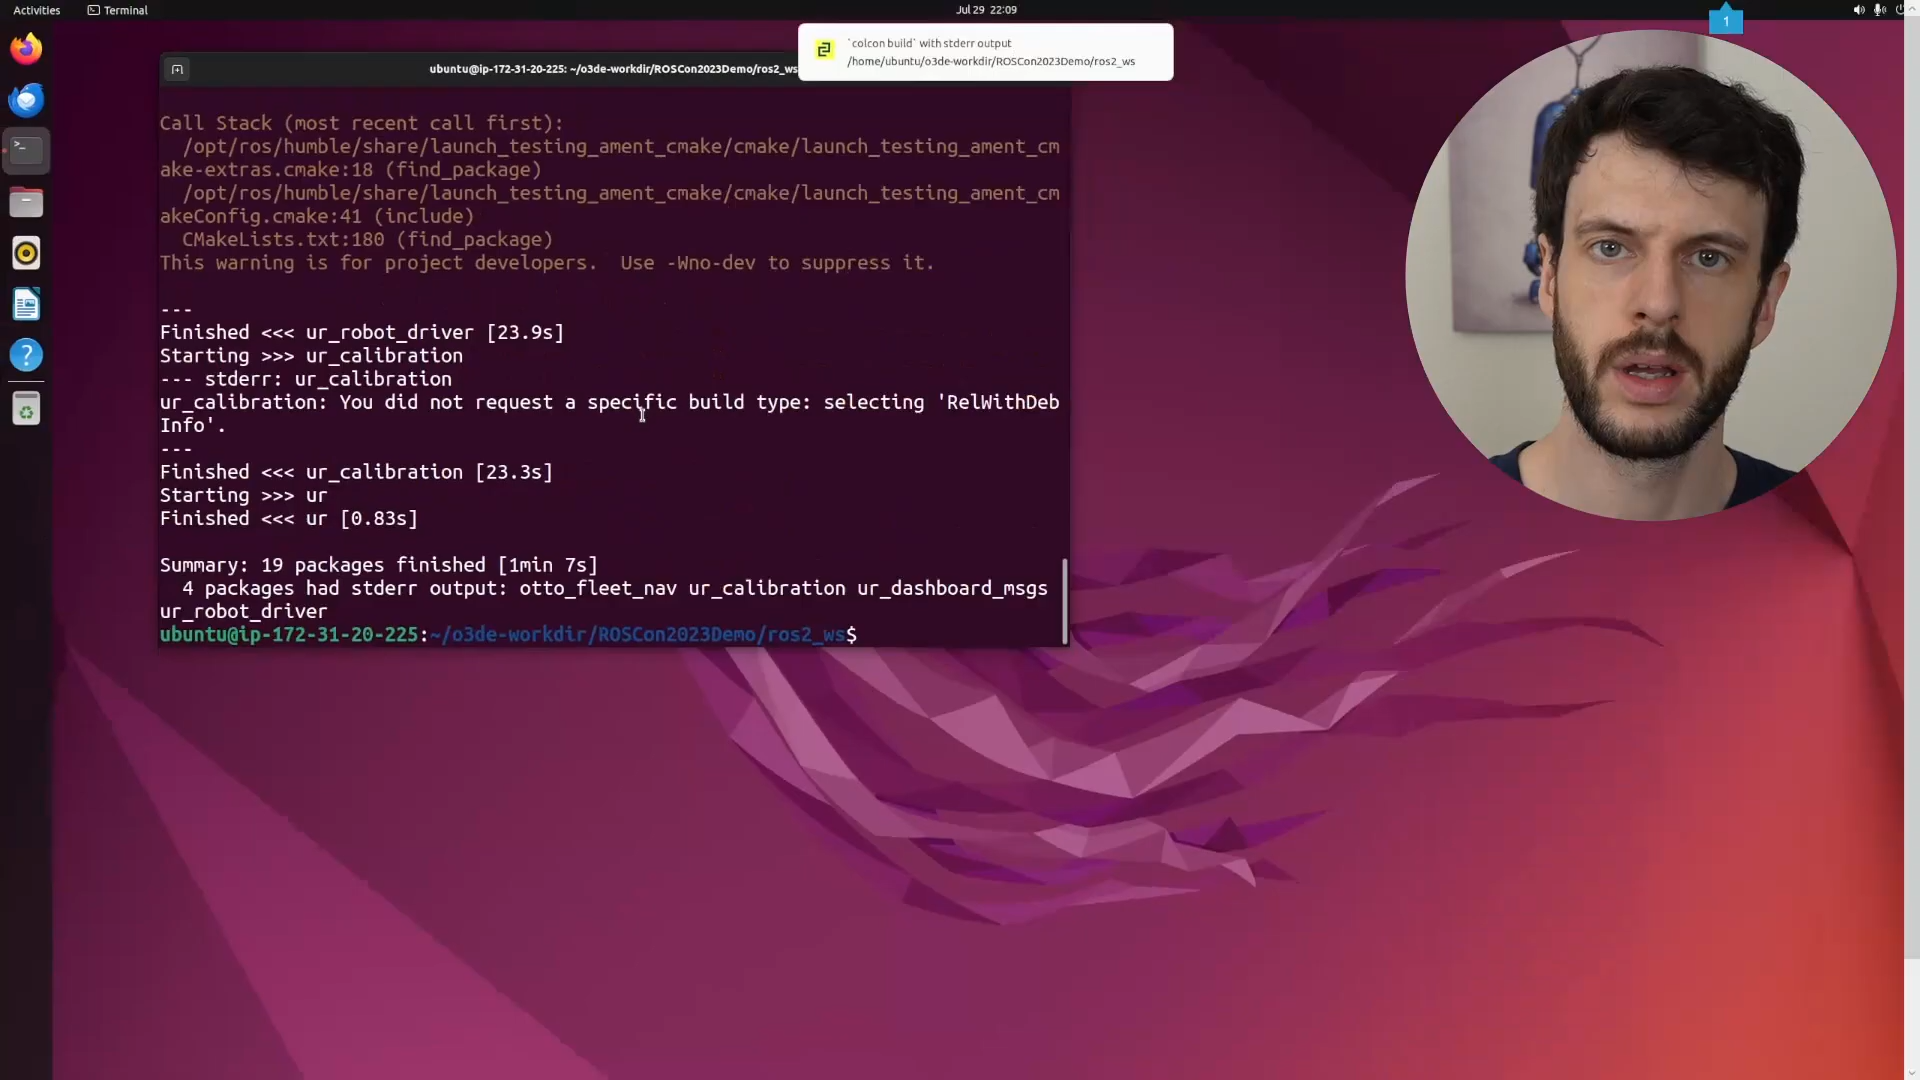 Activities
Terminal
Jul 29 22:09
1
`colcon build` with stderr output
/home/ubuntu/o3de-workdir/ROSCon2023Demo/ros2_ws
ubuntu@ip-172-31-20-225: ~/o3de-workdir/ROSCon2023Demo/ros2_ws
Call Stack (most recent call first):
/opt/ros/humble/share/launch_testing_ament_cmake/cmake/launch_testing_ament_cm
ake-extras.cmake:18 (find_package)
/opt/ros/humble/share/launch_testing_ament_cmake/cmake/launch_testing_ament_cm
akeConfig.cmake:41 (include)
CMakeLists.txt:180 (find_package)
This warning is for project developers.  Use -Wno-dev to suppress it.
---
Finished <<< ur_robot_driver [23.9s]
Starting >>> ur_calibration
--- stderr: ur_calibration
ur_calibration: You did not request a specific build type: selecting 'RelWithDeb
Info'.
---
Finished <<< ur_calibration [23.3s]
Starting >>> ur
Finished <<< ur [0.83s]
Summary: 19 packages finished [1min 7s]
4 packages had stderr output: otto_fleet_nav ur_calibration ur_dashboard_msgs
ur_robot_driver
ubuntu@ip-172-31-20-225:~/o3de-workdir/ROSCon2023Demo/ros2_ws$